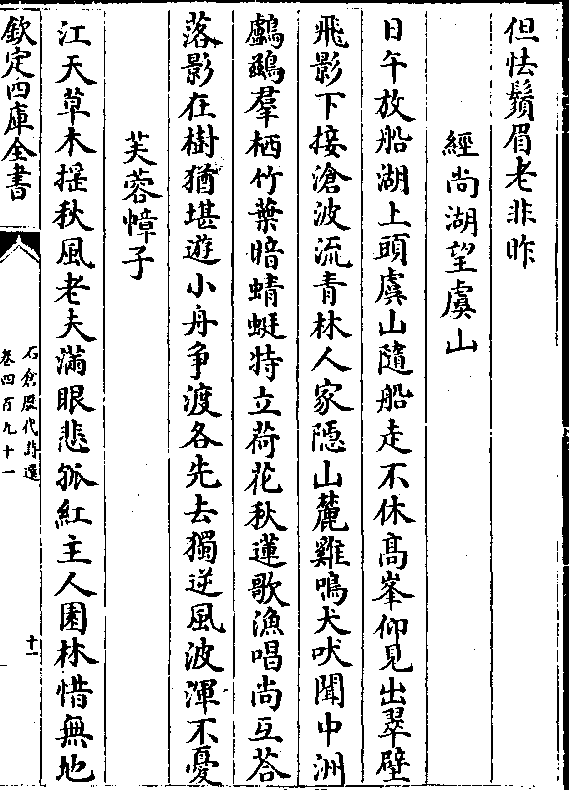 但怯鬚眉老非昨
經尚湖望虞山
日午放船湖上頭虞山隨船走不休高峯仰見出翠壁
飛影下接滄波流青林人家隠山麓雞鳴犬吠聞中洲
鸕鷀羣栖竹葉暗蜻蜓特立荷花秋蓮歌漁唱尚互荅
落影在樹猶堪遊小舟争渡各先去獨逆風波渾不憂
芙蓉幛子
江天草木揺秋風老夫滿眼悲孤紅主人園林惜無地
欽定四庫全書
石倉歴代詩選
卷四百九十一
十一